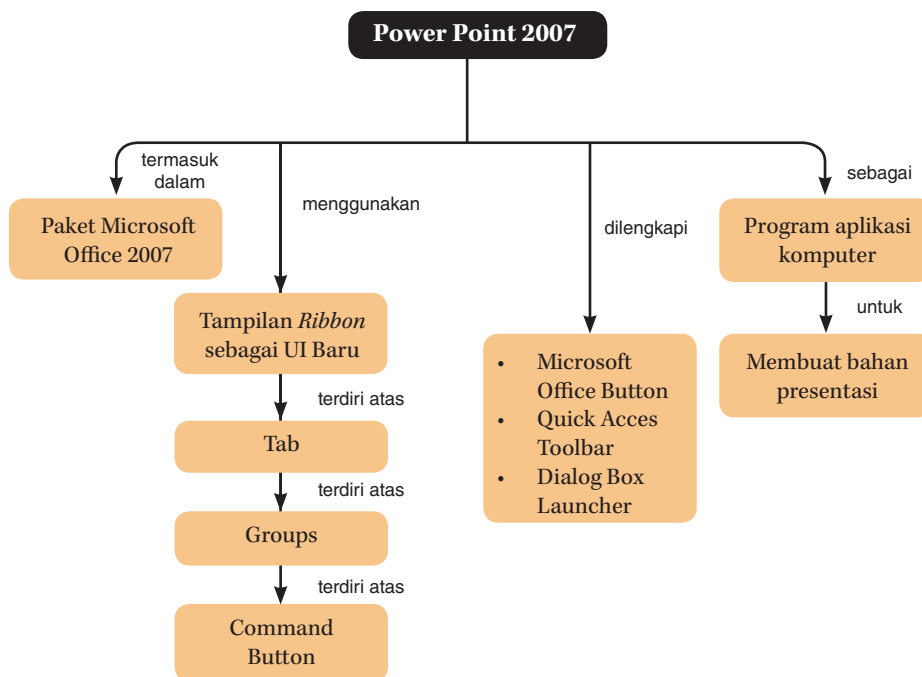 Power Point 2007
termasuk
dalam
Paket Microsoft
Office 2007
menggunakan
Tampilan Ribbon
sebagai UI Baru
terdiri atas
Tab
terdiri atas
Groups
terdiri atas
Command
Button
dilengkapi
• Microsoft
Office Button
• Quick Acces
Toolbar
• Dialog Box
Launcher
sebagai
Program aplikasi
komputer
untuk
Membuat bahan
presentasi